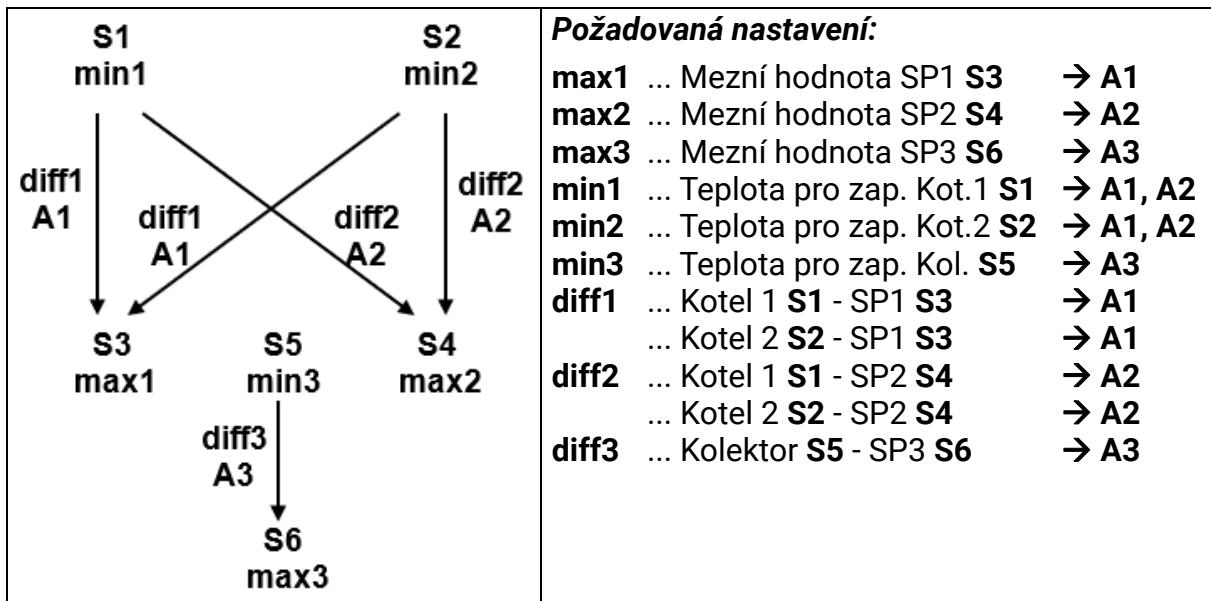 S1
min1
S2
min2
diff1
A1
diff1
A1
diff2
A2
diff2
A2
S3
max1
S5
min3
S4
max2
diff3
A3
S6
max3
Požadovaná nastavení:
max1 ... Mezní hodnota SP1 S3 → A1
max2 ... Mezní hodnota SP2 S4 → A2
max3 ... Mezní hodnota SP3 S6 → A3
min1 ... Teplota pro zap. Kot.1 S1 → A1, A2
min2 ... Teplota pro zap. Kot.2 S2 → A1, A2
min3 ... Teplota pro zap. Kol. S5 → A3
diff1 ... Kotel 1 S1 - SP1 S3 → A1
... Kotel 2 S2 - SP1 S3 → A1
diff2 ... Kotel 1 S1 - SP2 S4 → A2
... Kotel 2 S2 - SP2 S4 → A2
diff3 ... Kolektor S5 - SP3 S6 → A3